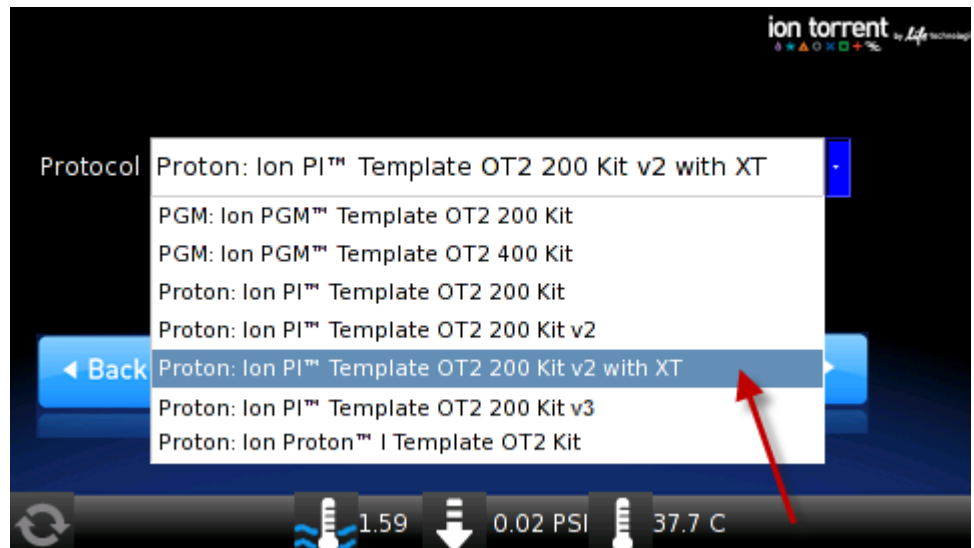 ion torrent
by Life technologi
Protocol Proton: Ion PI™ Template OT2 200 Kit v2 with XT
PGM: Ion PGM™ Template OT2 200 Kit
PGM: Ion PGM™ Template OT2 400 Kit
Proton: Ion PI™ Template OT2 200 Kit
Proton: Ion PI™ Template OT2 200 Kit v2
Back
Proton: Ion PI™ Template OT2 200 Kit v2 with XT
Proton: Ion PI™ Template OT2 200 Kit v3
Proton: Ion Proton™ I Template OT2 Kit
1.59 0.02 PSI 37.7 C